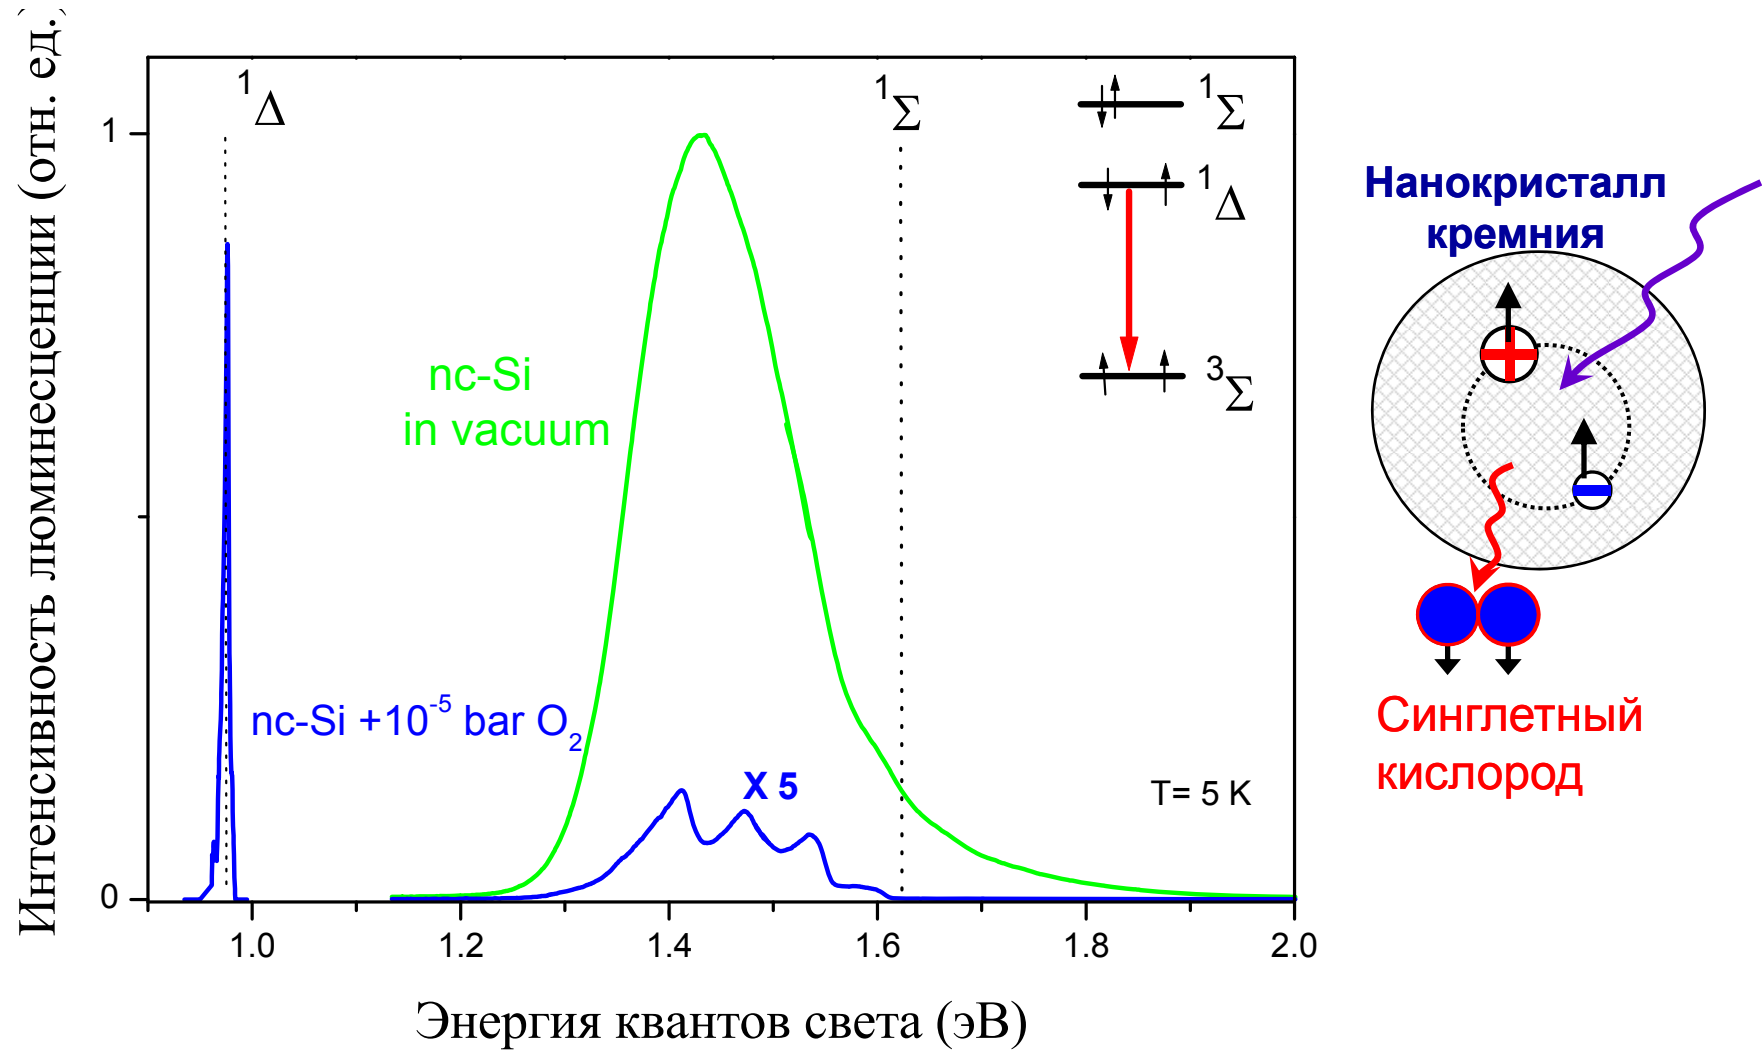 Интенсивность люминесценции (отн. ед.)
1
0
¹Δ
¹Σ
¹Σ
¹Δ
³Σ
nc-Si
in vacuum
nc-Si +10⁻⁵ bar O₂
X 5
T= 5 K
1.0 1.2 1.4 1.6 1.8 2.0
Энергия квантов света (эВ)
Нанокристалл
кремния
Синглетный
кислород